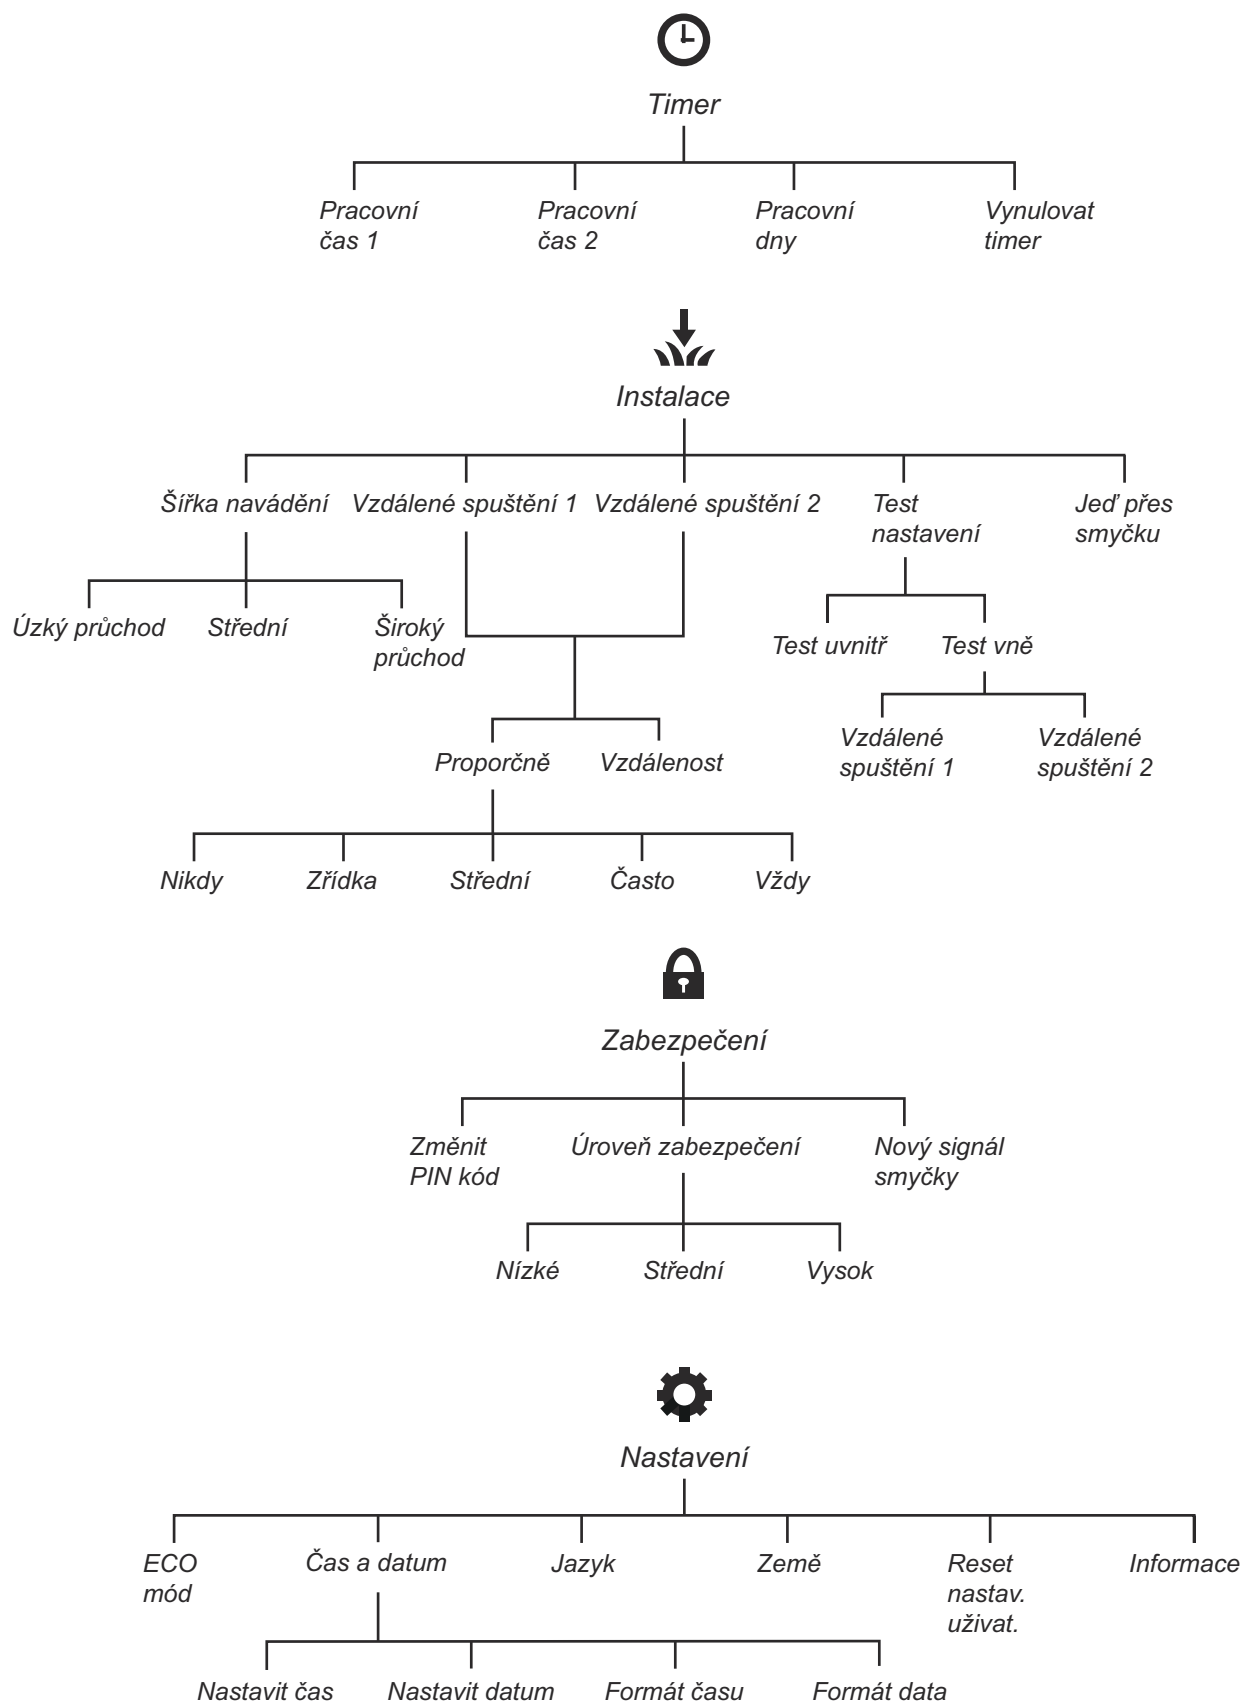 Timer
Pracovní Pracovní Pracovní Vynulovat
čas 1 čas 2 dny timer
Instalace
Šířka navádění Vzdálené spuštění 1 Vzdálené spuštění 2 Test Jeď přes
nastavení smyčku
Úzký průchod Střední Široký
průchod
Test uvnitř Test vně
Vzdálené Vzdálené
spuštění 1 spuštění 2
Proporčně Vzdálenost
Nikdy Zřídka Střední Často Vždy
Zabezpečení
Změnit Úroveň zabezpečení Nový signál
PIN kód smyčky
Nízké Střední Vysok
Nastavení
ECO Čas a datum Jazyk Země Reset Informace
mód nastav.
uživat.
Nastavit čas Nastavit datum Formát času Formát data